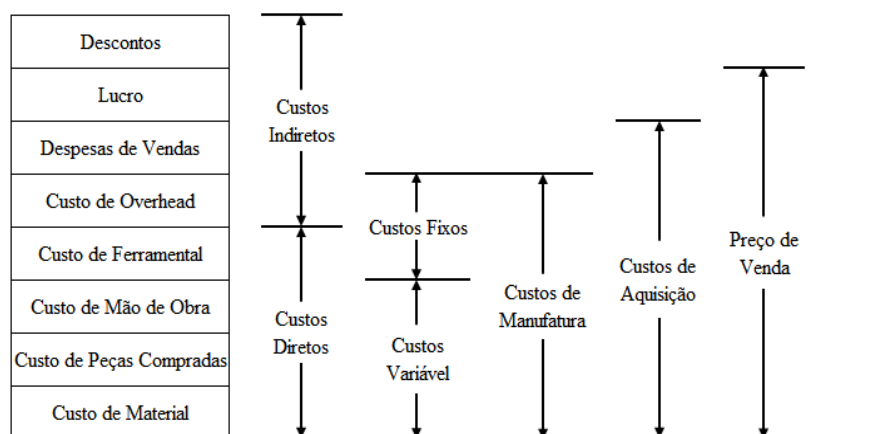 Descontos
Lucro
Despesas de Vendas
Custo de Overhead
Custo de Ferramental
Custo de Mão de Obra
Custo de Peças Compradas
Custo de Material
Custos
Indiretos
Custos
Diretos
Custos Fixos
Custos
Variável
Custos de
Manufatura
Custos de
Aquisição
Preço de
Venda